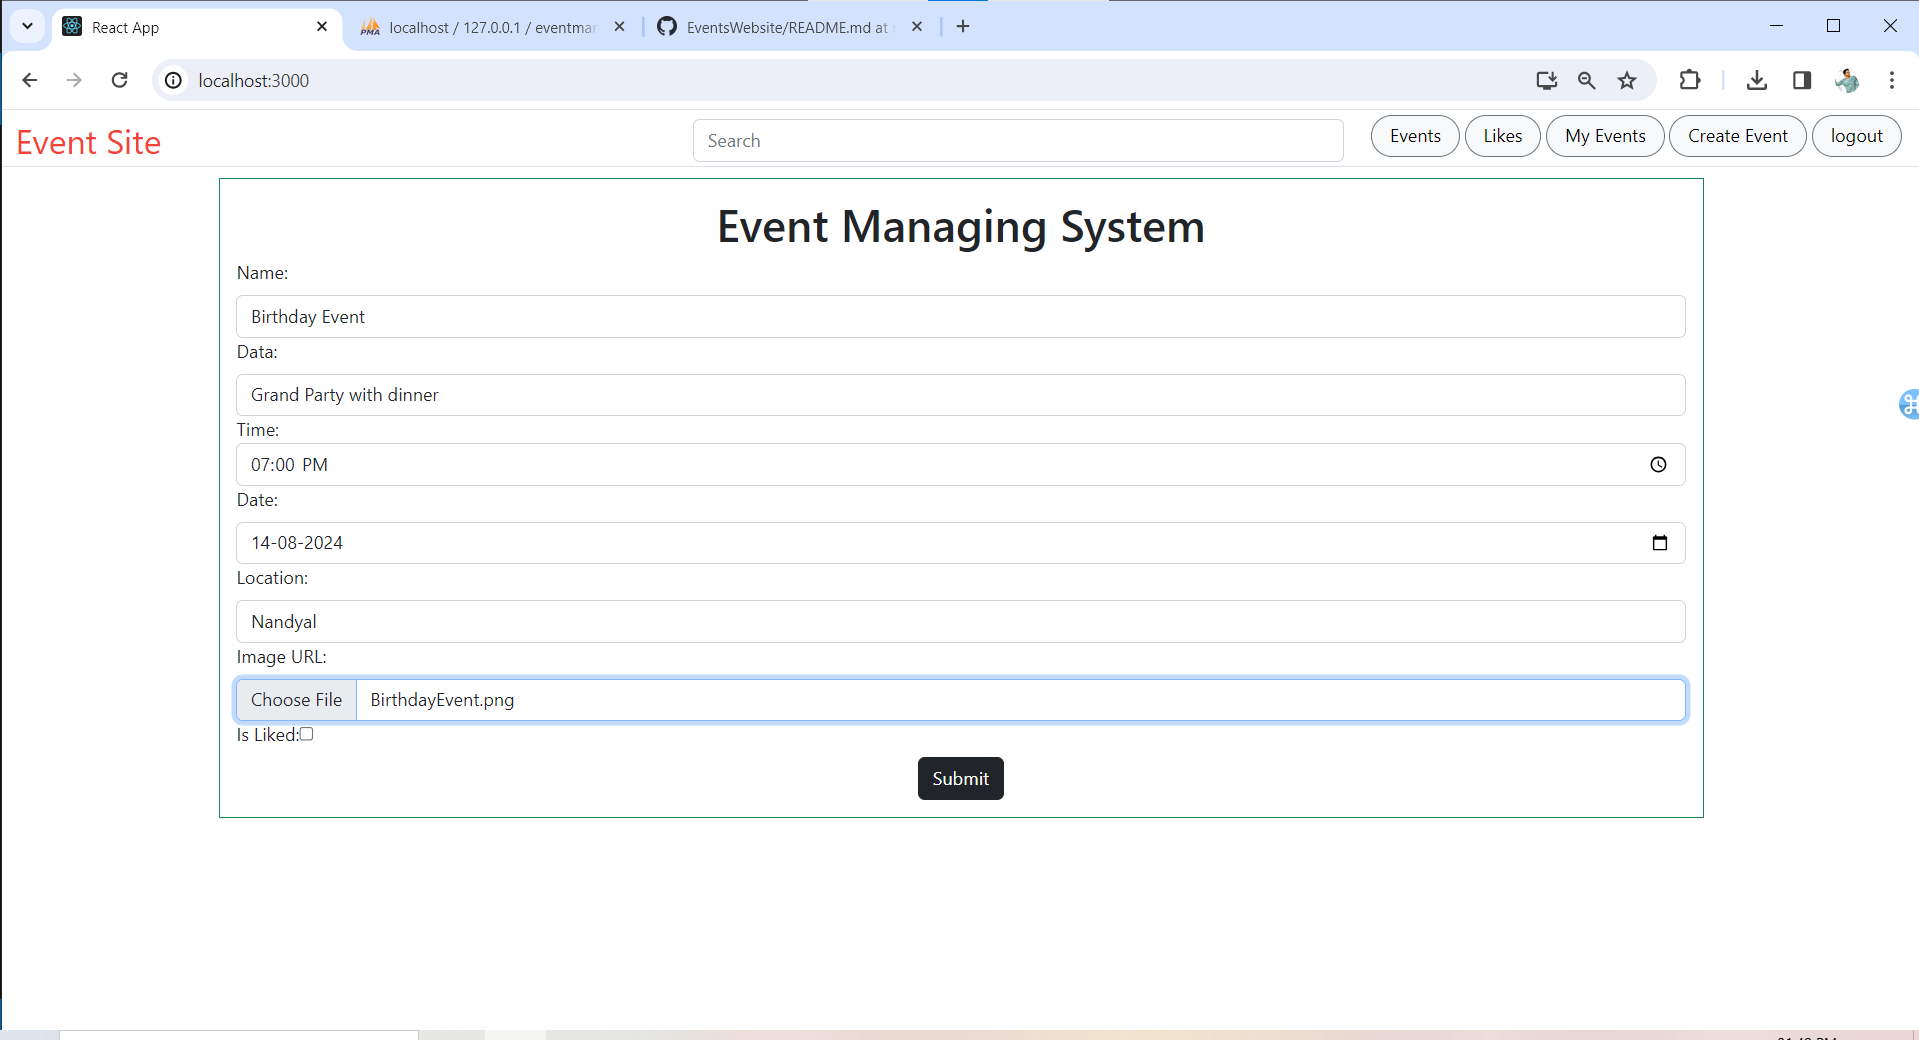 React App
localhost / 127.0.0.1 / eventmar
EventsWebsite/README.md at
localhost:3000
Event Site
Search
Events
Likes
My Events
Create Event
logout
Event Managing System
Name:
Birthday Event
Data:
Grand Party with dinner
Time:
07:00 PM
Date:
14-08-2024
Location:
Nandyal
Image URL:
Choose File BirthdayEvent.png
Is Liked:
Submit